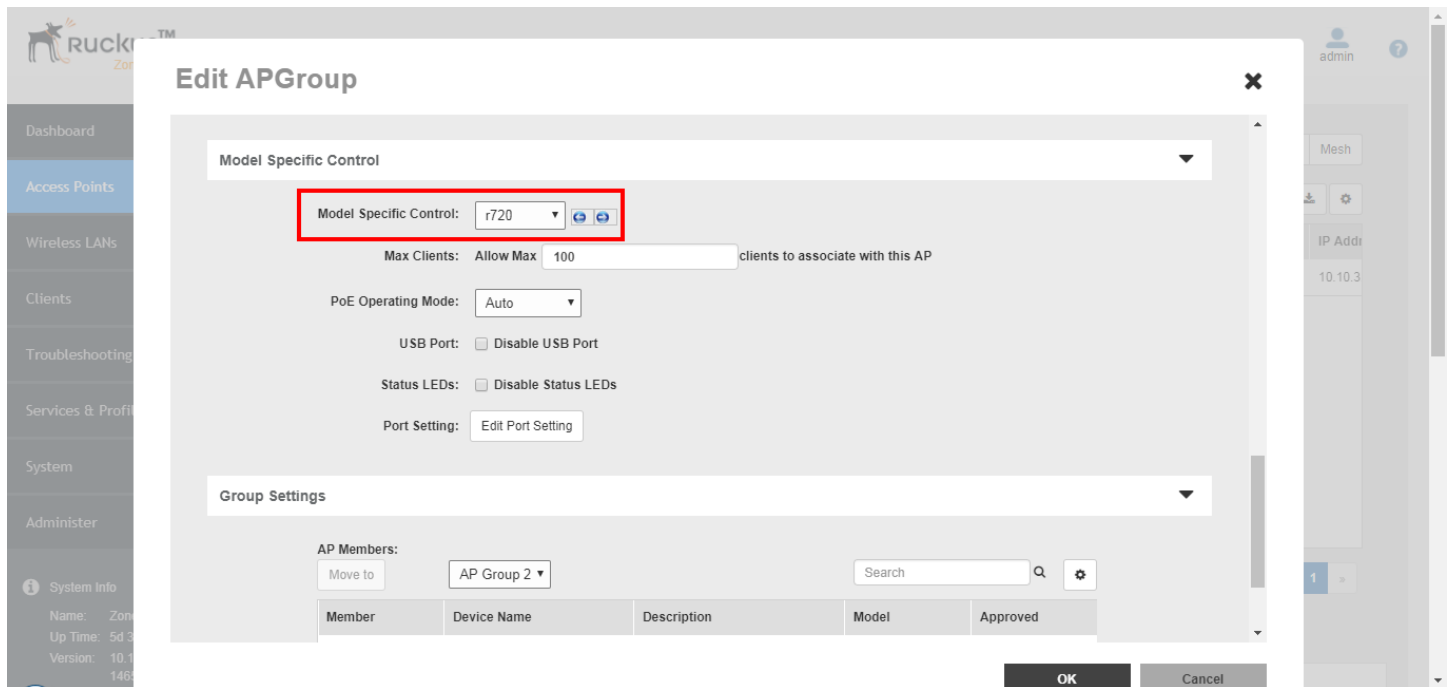 RUCKU™
Zon
admin
Edit APGroup
Dashboard
Access Points
Wireless LANs
Clients
Troubleshooting
Services & Profil
System
Administer
System Info
Name: Zon
Up Time: 5d 3
Version: 10.1
146
Model Specific Control
Model Specific Control: r720
Max Clients: Allow Max 100 clients to associate with this AP
PoE Operating Mode: Auto
USB Port: Disable USB Port
Status LEDs: Disable Status LEDs
Port Setting: Edit Port Setting
Group Settings
AP Members:
Move to AP Group 2 Search
Member Device Name Description Model Approved
OK Cancel
Mesh
IP Addr
10.10.3
1 »